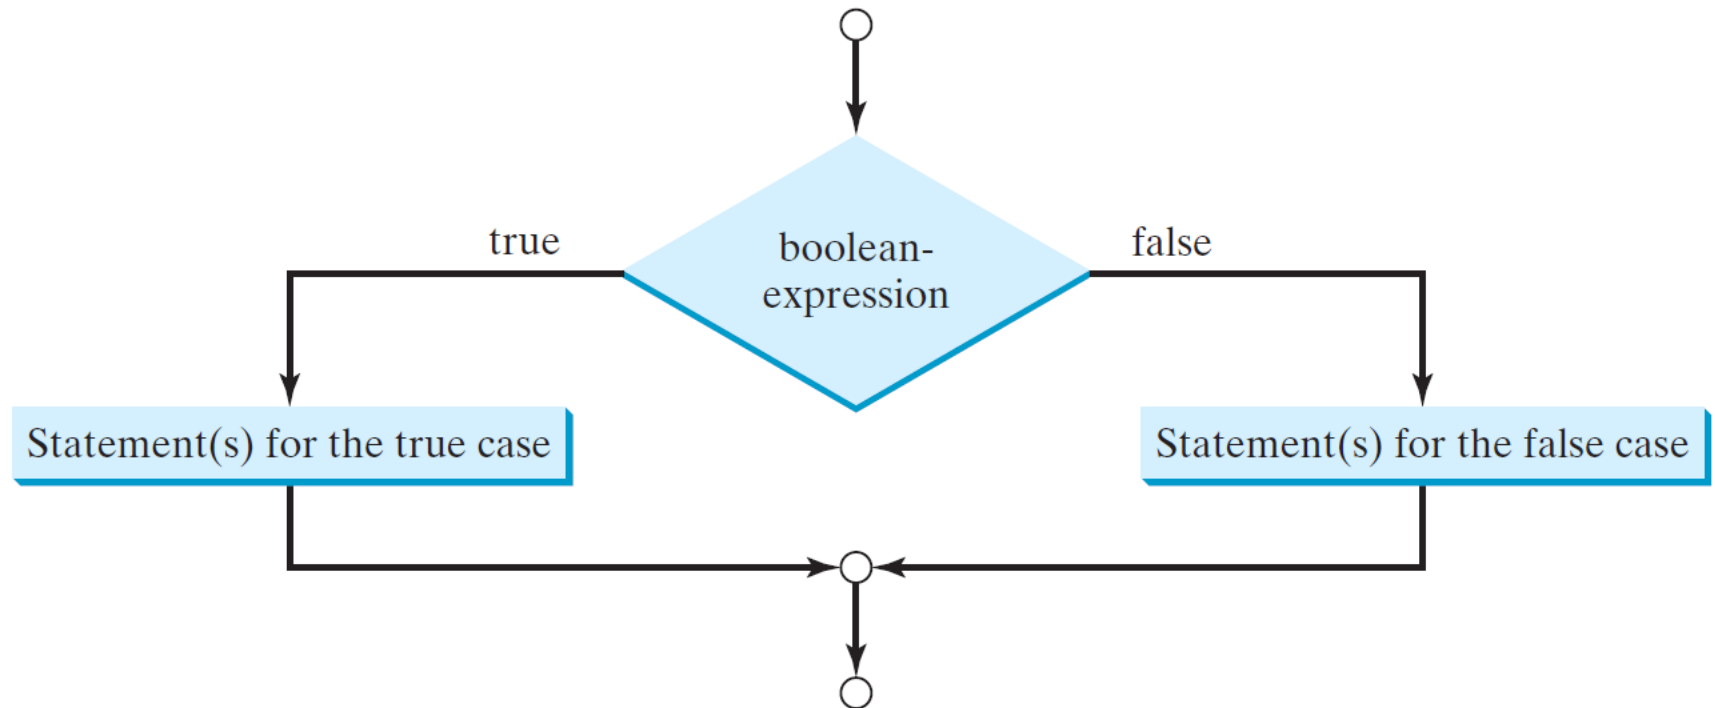 true
boolean-
expression
false
Statement(s) for the true case
Statement(s) for the false case